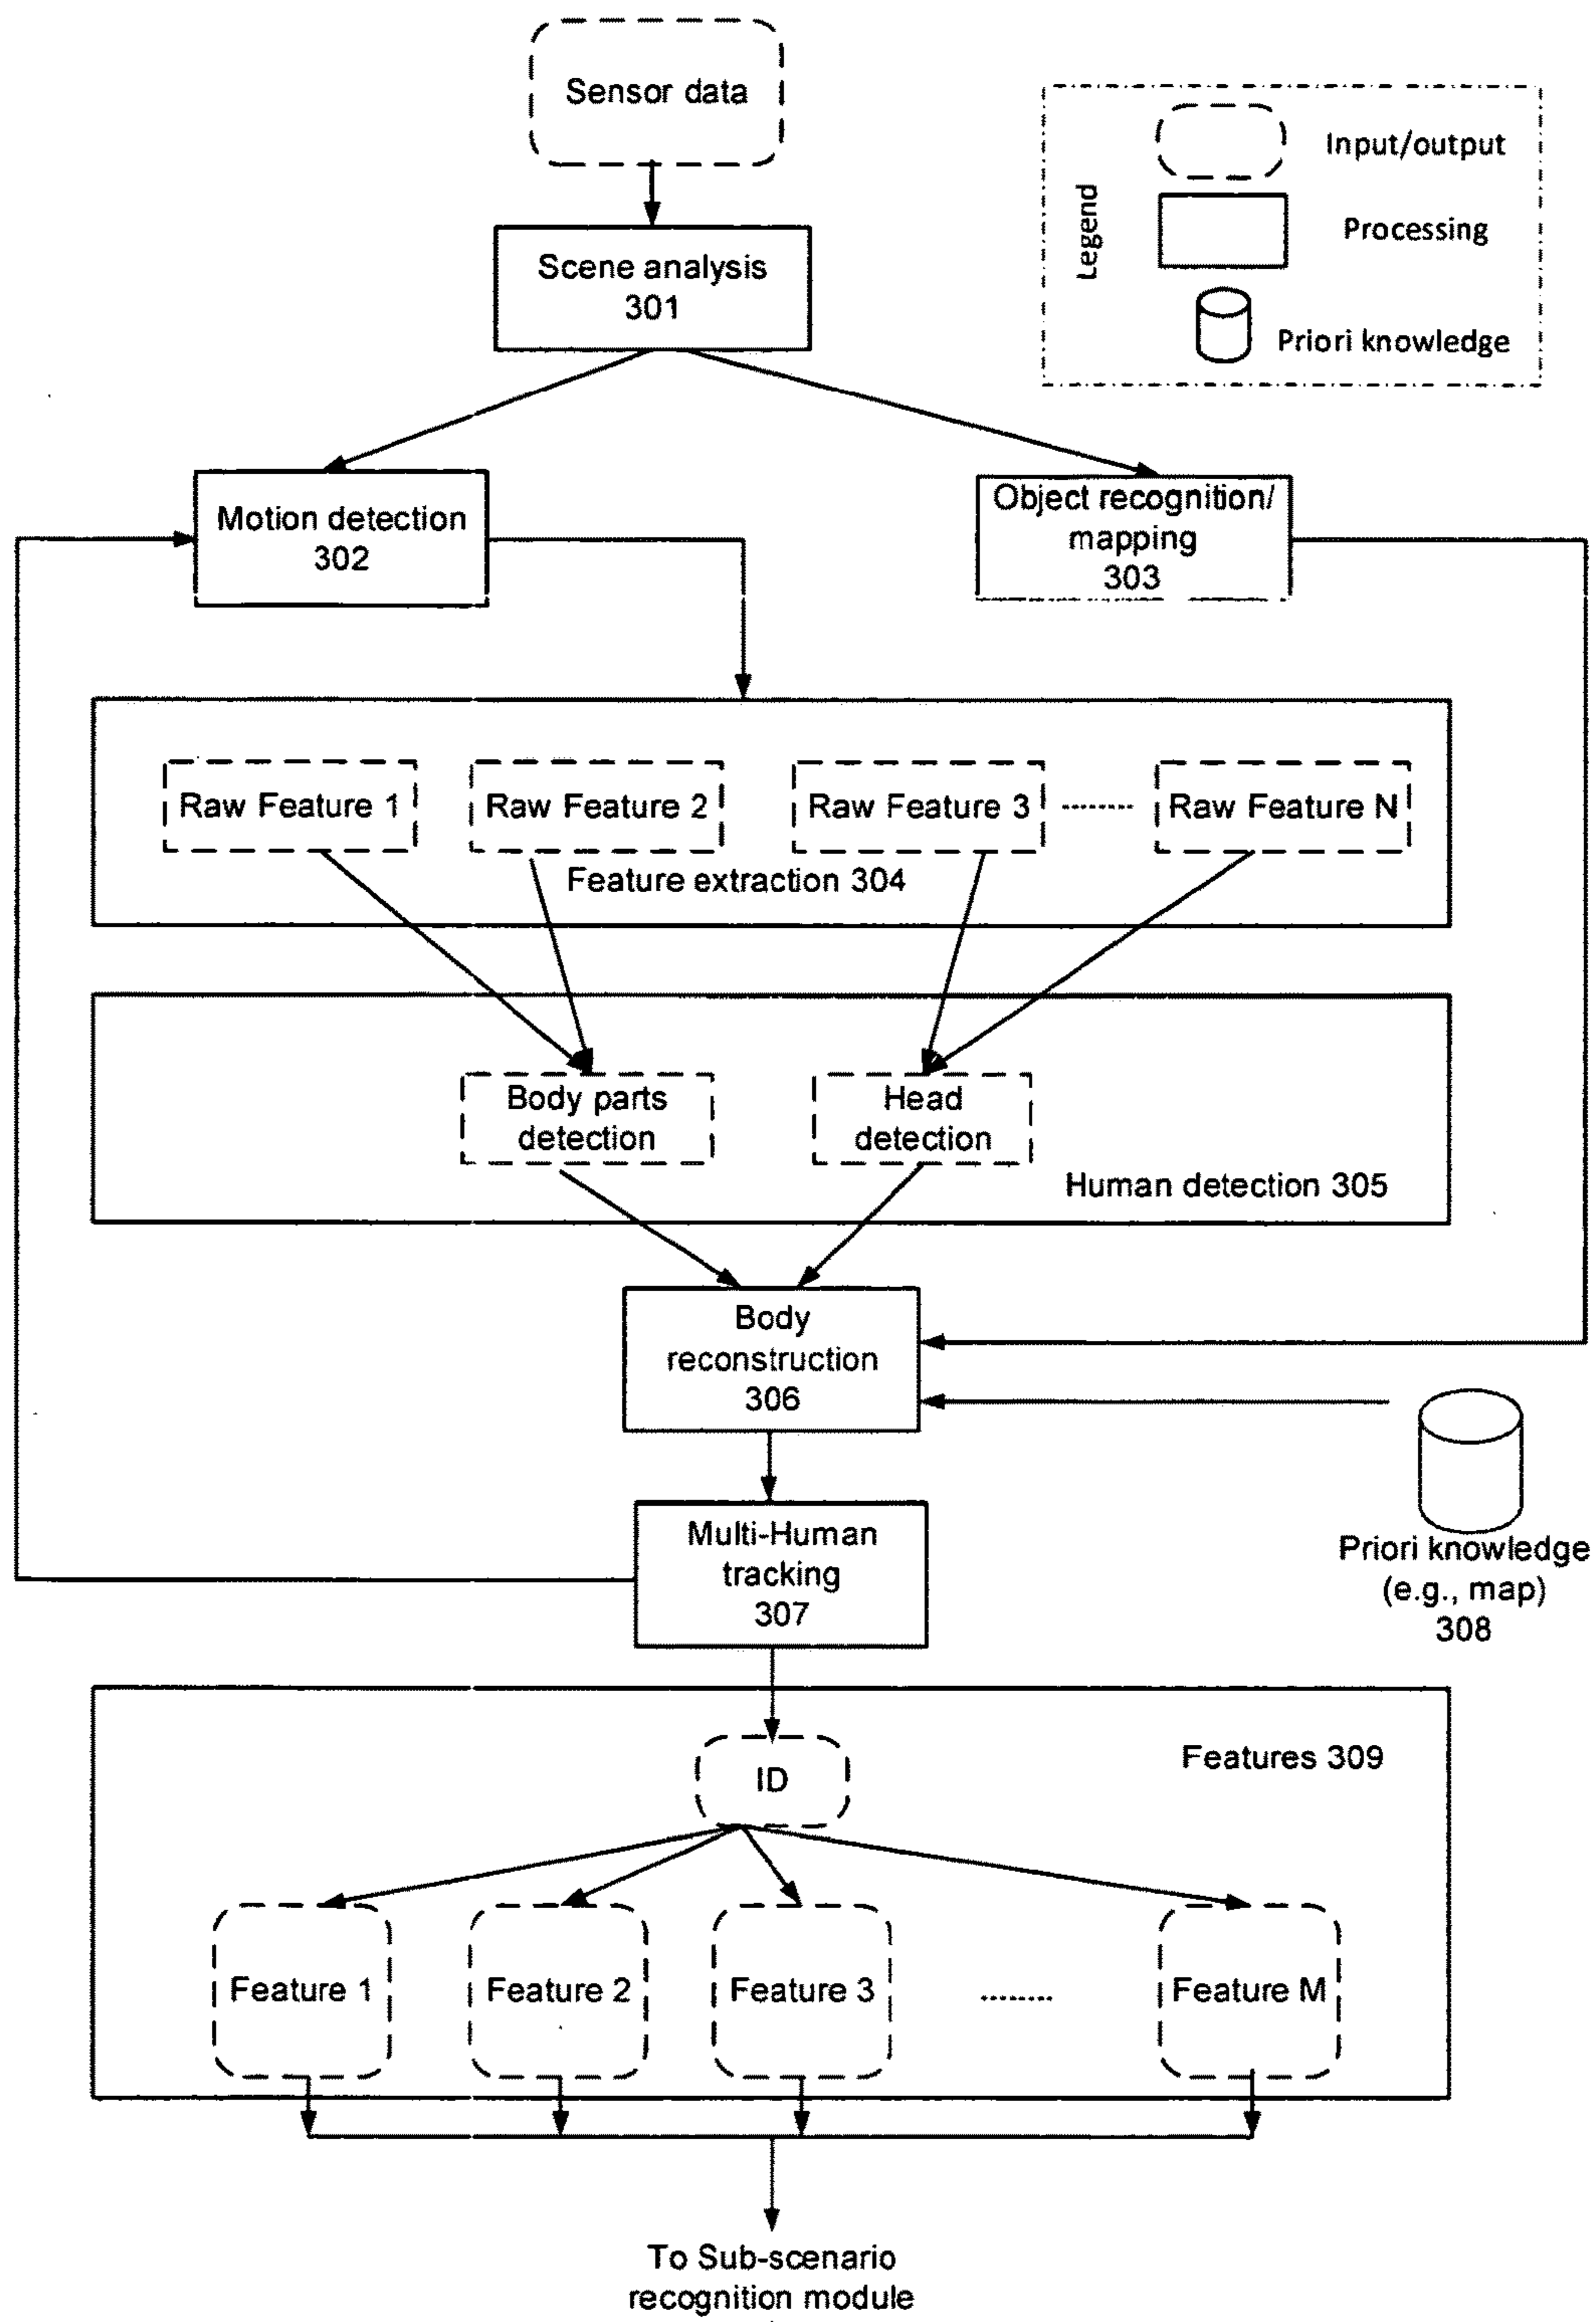 Sensor data
Legend
Input/output
Processing
Priori knowledge
Scene analysis
301
Motion detection
302
Object recognition/
mapping
303
Raw Feature 1
Raw Feature 2
Raw Feature 3
........
Raw Feature N
Feature extraction 304
Body parts
detection
Head
detection
Human detection 305
Body
reconstruction
306
Multi-Human
tracking
307
Priori knowledge
(e.g., map)
308
Features 309
ID
Feature 1
Feature 2
Feature 3
........
Feature M
To Sub-scenario
recognition module